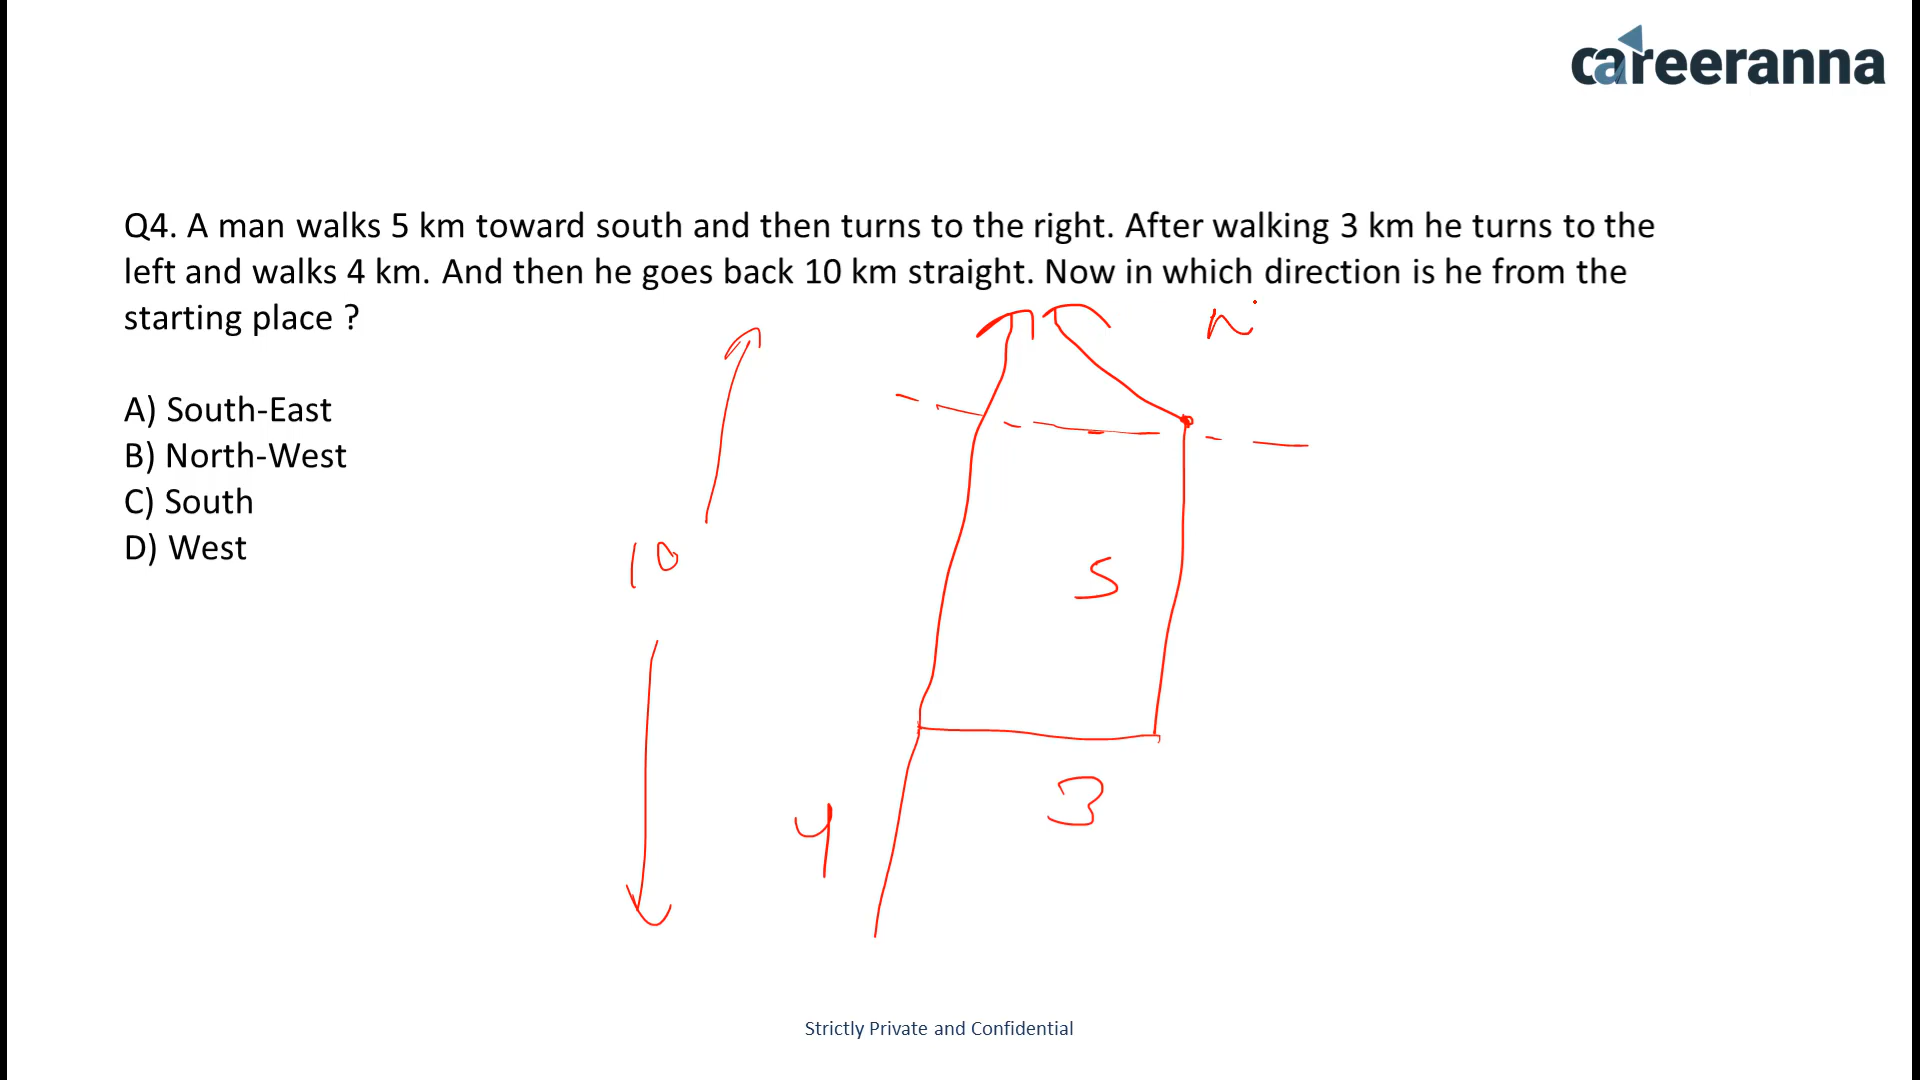 careeranna
Q4. A man walks 5 km toward south and then turns to the right. After walking 3 km he turns to the
left and walks 4 km. And then he goes back 10 km straight. Now in which direction is he from the
starting place ?
A) South-East
B) North-West
C) South
D) West
N
10
5
3
4
Strictly Private and Confidential